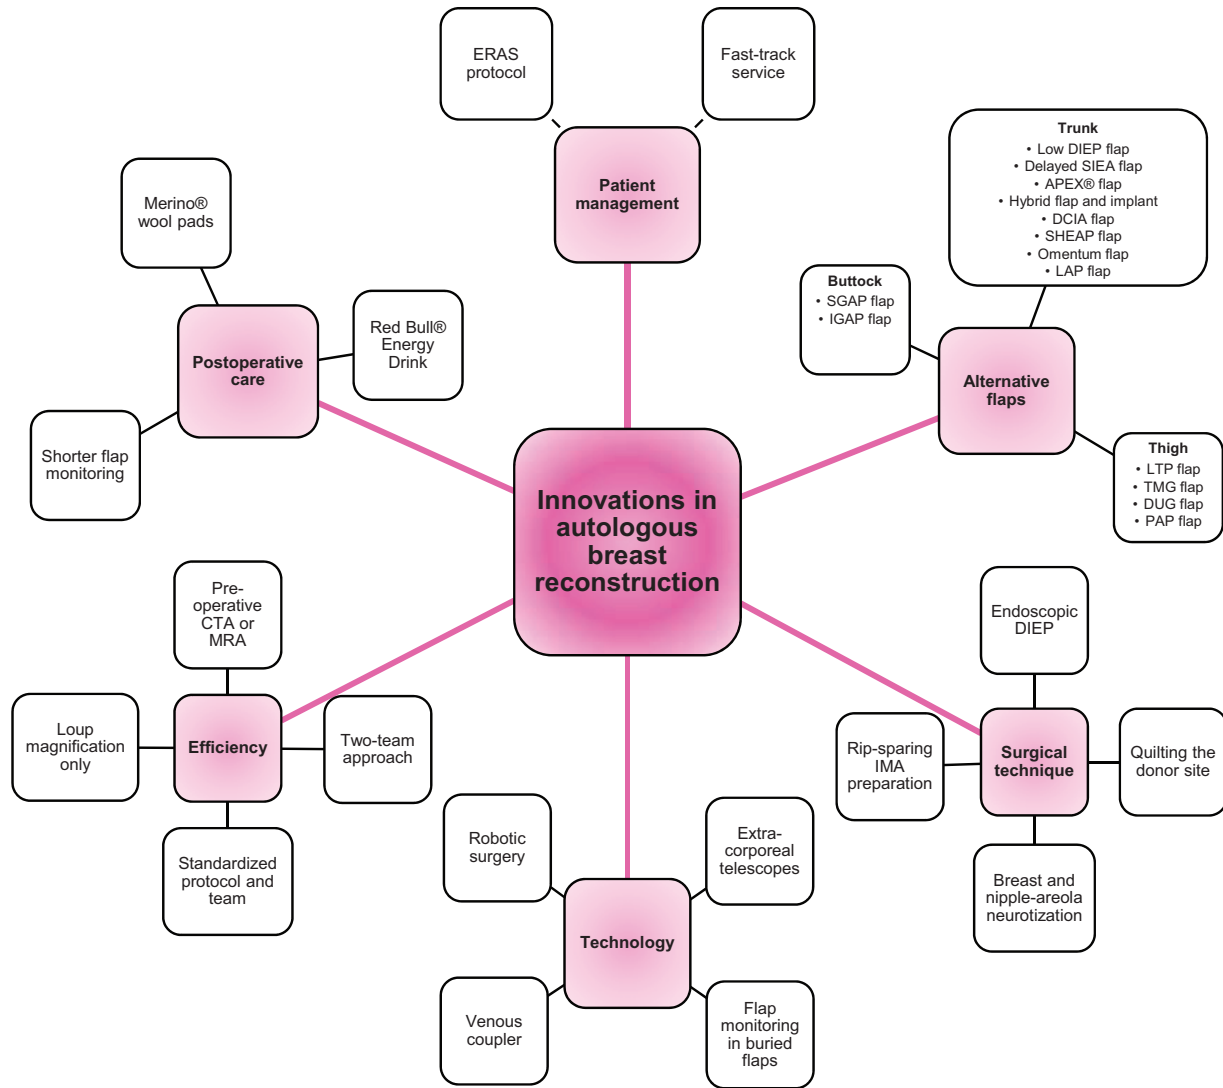 ERAS
protocol
Fast-track
service
Patient
management
Trunk
• Low DIEP flap
• Delayed SIEA flap
• APEX® flap
• Hybrid flap and implant
• DCIA flap
• SHEAP flap
• Omentum flap
• LAP flap
Buttock
• SGAP flap
• IGAP flap
Alternative
flaps
Thigh
• LTP flap
• TMG flap
• DUG flap
• PAP flap
Merino®
wool pads
Postoperative
care
Red Bull®
Energy
Drink
Shorter flap
monitoring
Innovations in
autologous
breast
reconstruction
Pre-
operative
CTA or
MRA
Loup
magnification
only
Efficiency
Two-team
approach
Standardized
protocol and
team
Endoscopic
DIEP
Rip-sparing
IMA
preparation
Surgical
technique
Quilting the
donor site
Breast and
nipple-areola
neurotization
Robotic
surgery
Extra-
corporeal
telescopes
Technology
Venous
coupler
Flap
monitoring
in buried
flaps